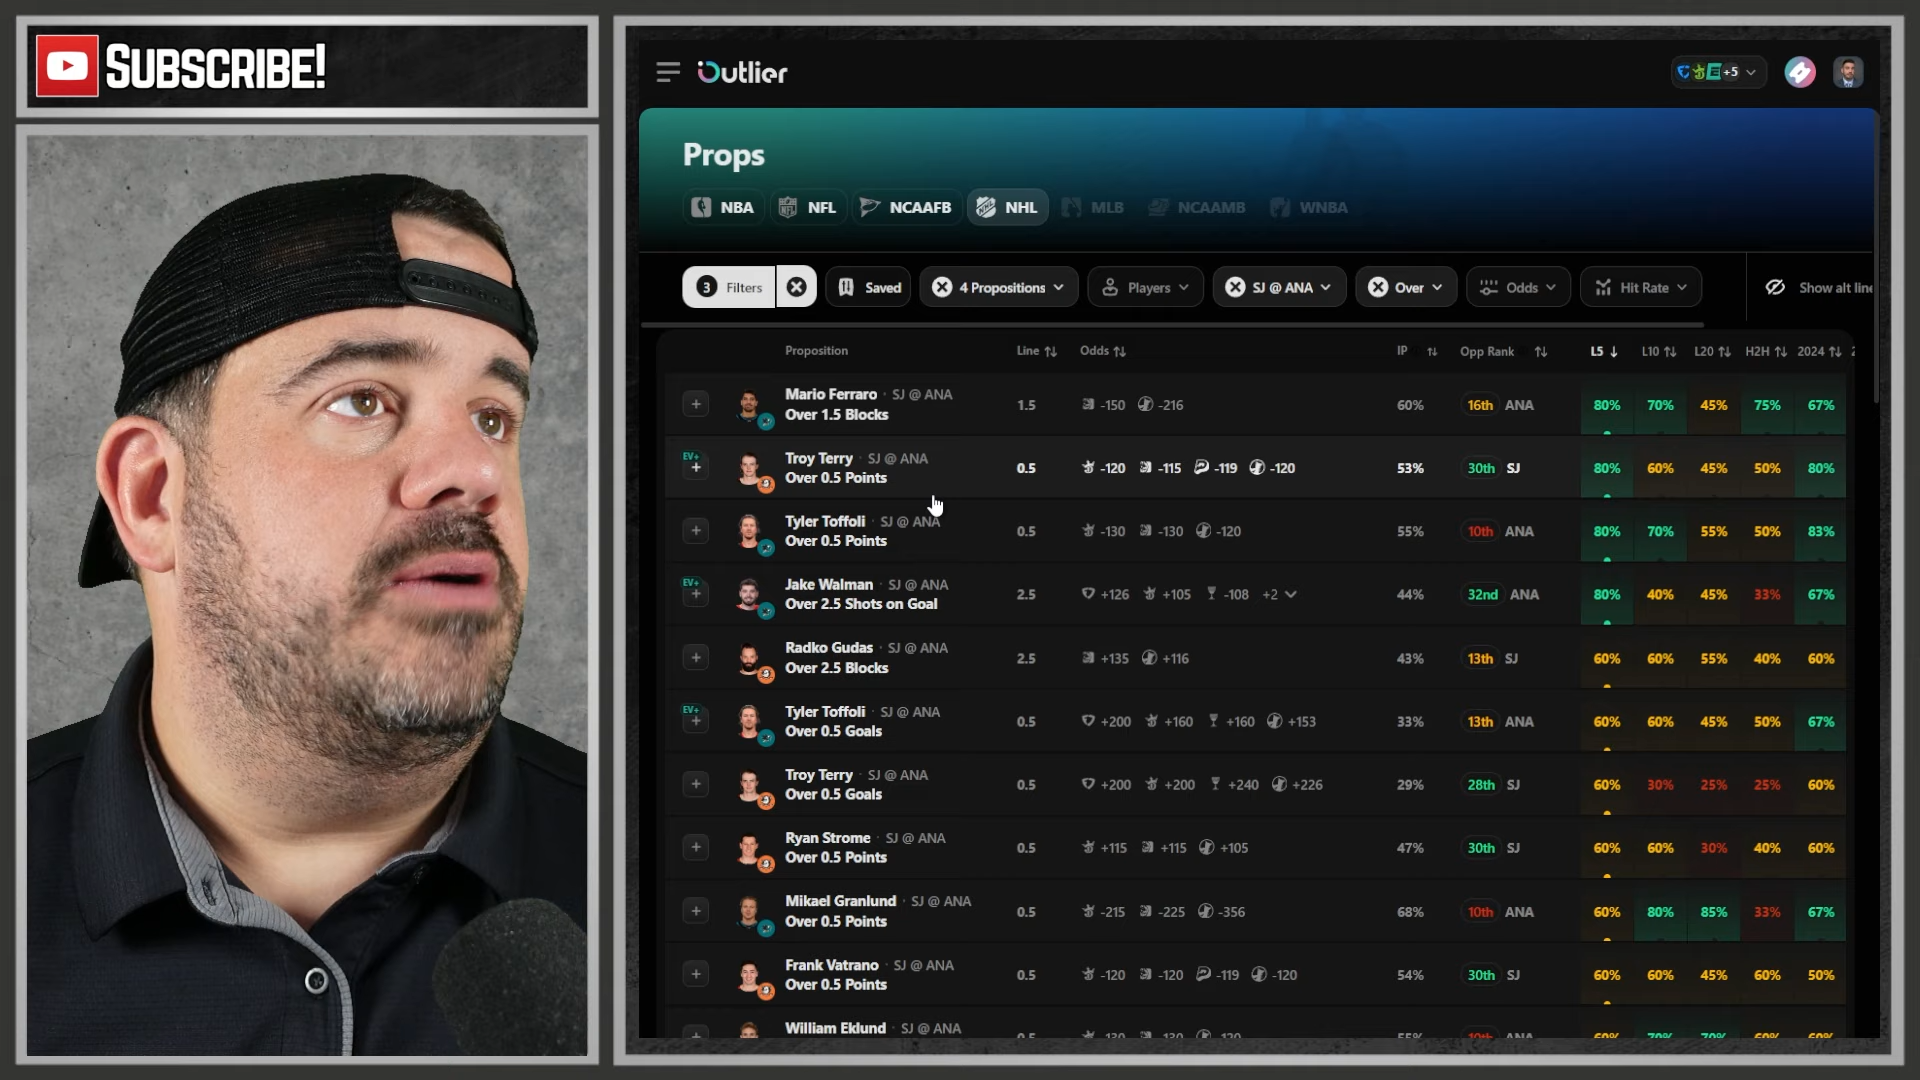 SUBSCRIBE!
Outlier
+5
Props
NBA NFL NCAAFB NHL MLB NCAAMB WNBA
3 Filters Saved 4 Propositions Players SJ @ ANA Over Odds Hit Rate Show alt line
Proposition Line Odds IP Opp Rank L5 L10 L20 H2H 2024
Mario Ferraro · SJ @ ANA
Over 1.5 Blocks
1.5 -150 -216 60% 16th ANA 80% 70% 45% 75% 67%
EV+
Troy Terry · SJ @ ANA
Over 0.5 Points
0.5 -120 -115 -119 -120 53% 30th SJ 80% 60% 45% 50% 80%
Tyler Toffoli · SJ @ ANA
Over 0.5 Points
0.5 -130 -130 -120 55% 10th ANA 80% 70% 55% 50% 83%
EV+
Jake Walman · SJ @ ANA
Over 2.5 Shots on Goal
2.5 +126 +105 -108 +2 44% 32nd ANA 80% 40% 45% 33% 67%
Radko Gudas · SJ @ ANA
Over 2.5 Blocks
2.5 +135 +116 43% 13th SJ 60% 60% 55% 40% 60%
EV+
Tyler Toffoli · SJ @ ANA
Over 0.5 Goals
0.5 +200 +160 +160 +153 33% 13th ANA 60% 60% 45% 50% 67%
Troy Terry · SJ @ ANA
Over 0.5 Goals
0.5 +200 +200 +240 +226 29% 28th SJ 60% 30% 25% 25% 60%
Ryan Strome · SJ @ ANA
Over 0.5 Points
0.5 +115 +115 +105 47% 30th SJ 60% 60% 30% 40% 60%
Mikael Granlund · SJ @ ANA
Over 0.5 Points
0.5 -215 -225 -356 68% 10th ANA 60% 80% 85% 33% 67%
Frank Vatrano · SJ @ ANA
Over 0.5 Points
0.5 -120 -120 -119 -120 54% 30th SJ 60% 60% 45% 60% 50%
William Eklund · SJ @ ANA